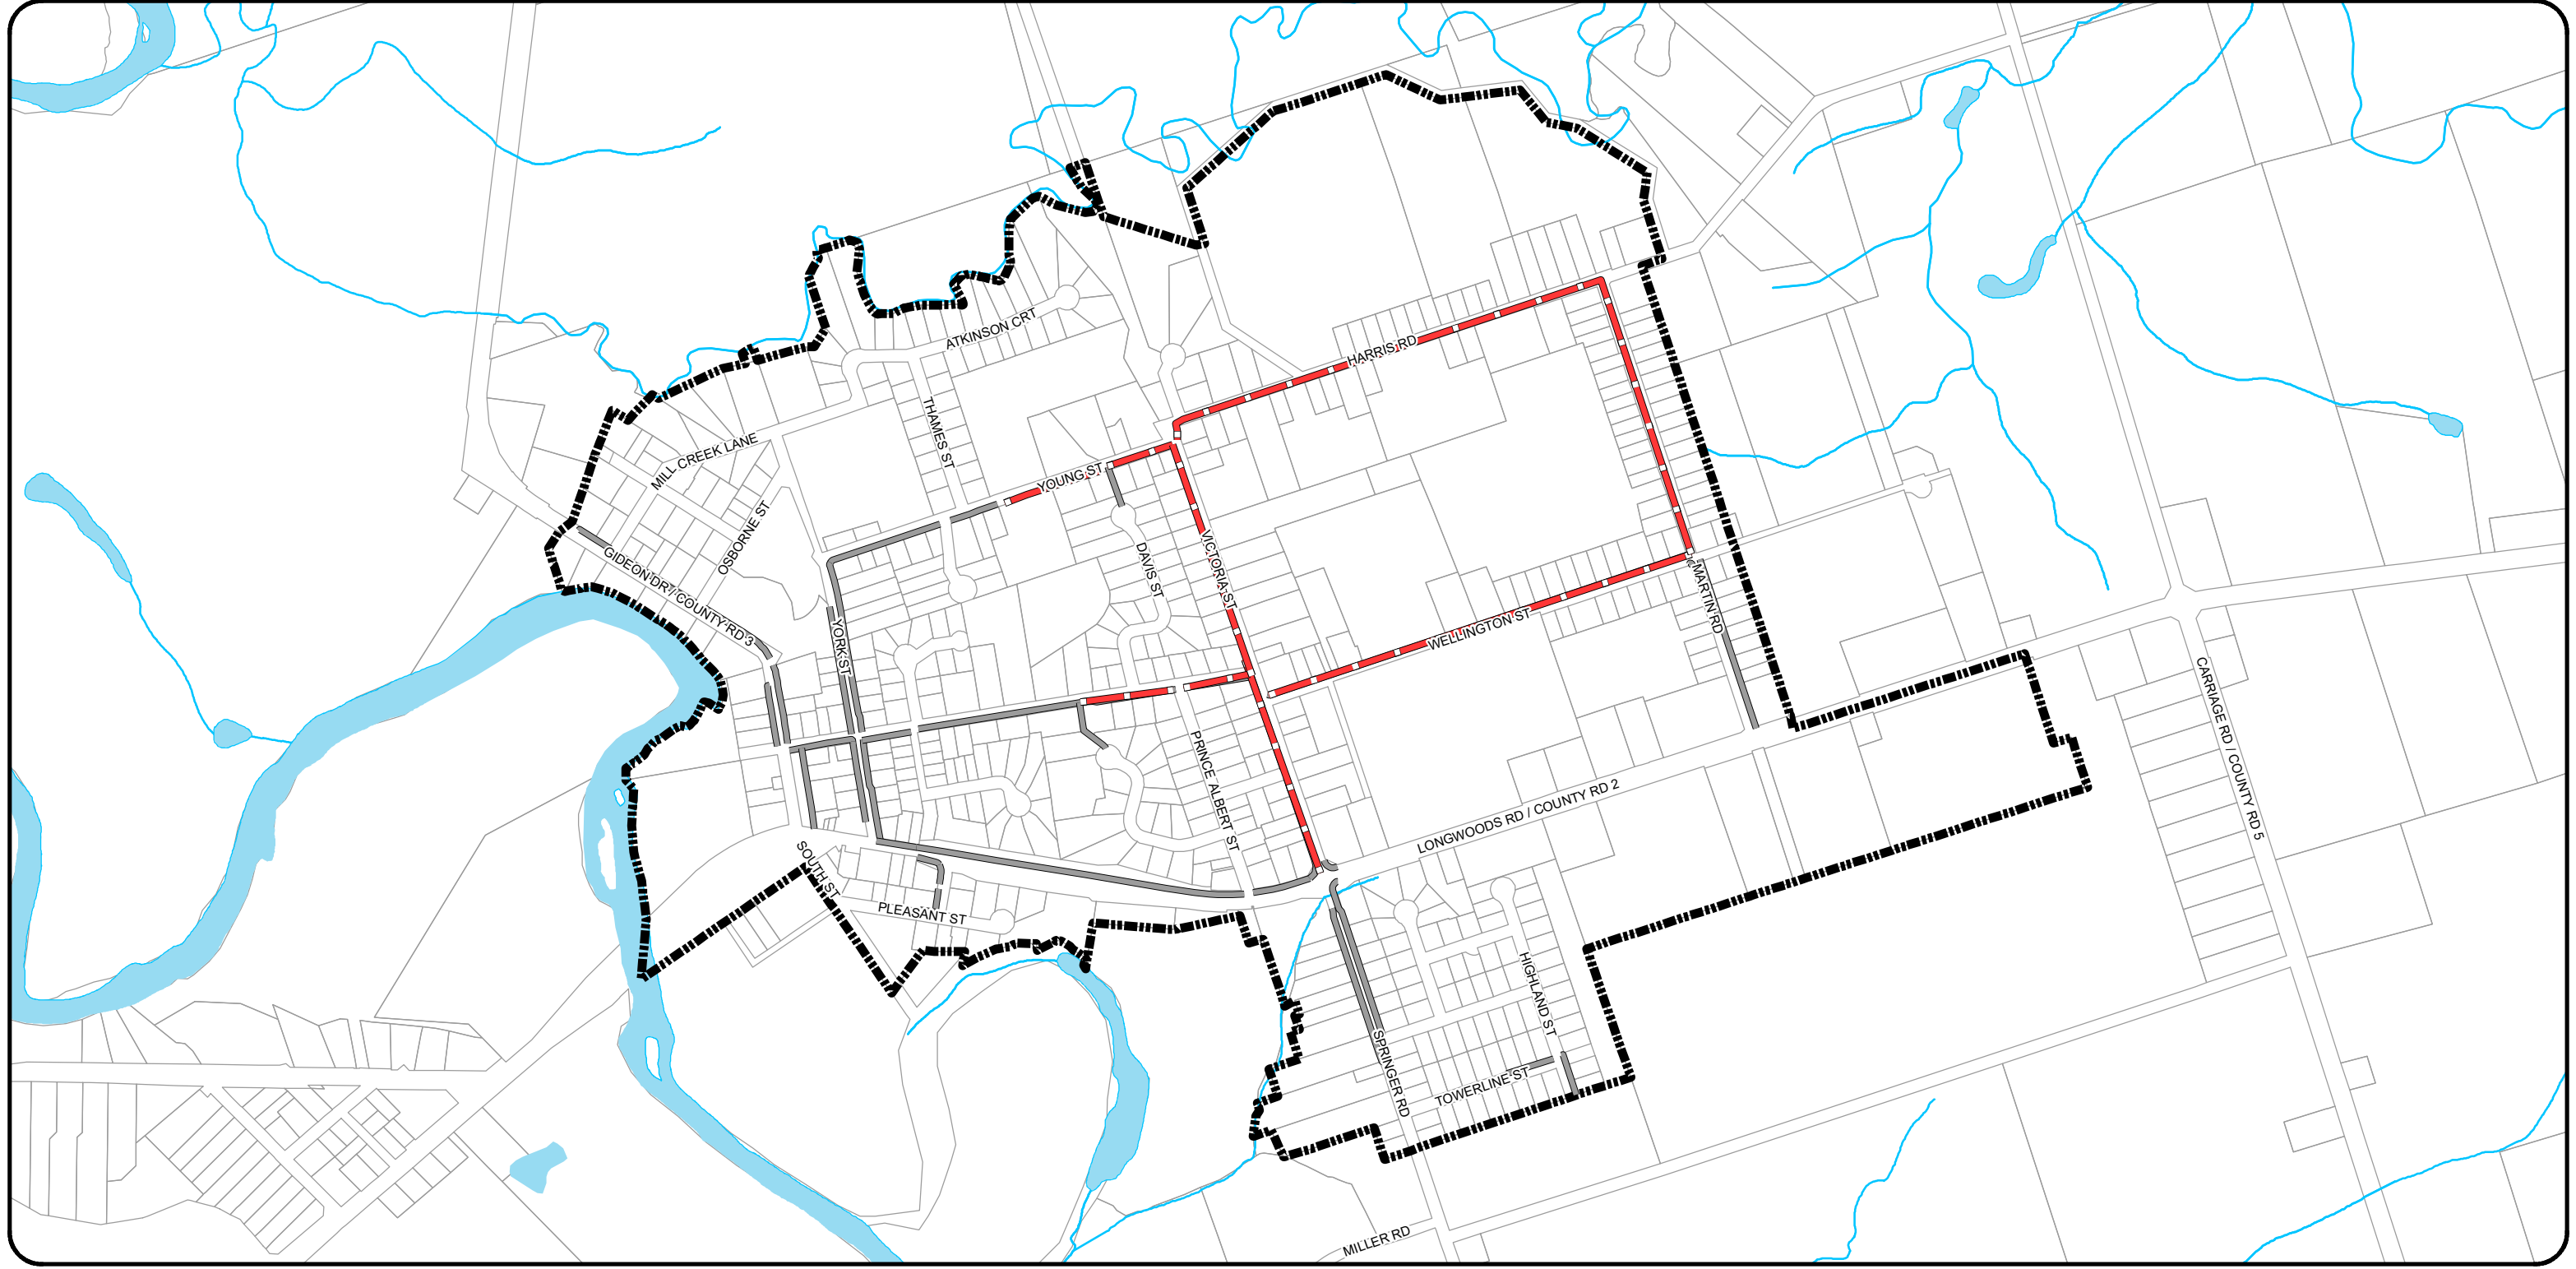 ATKINSON CRT
HARRIS RD
THAMES ST
MILL CREEK LANE
YOUNG ST
OSBORNE ST
GIDEON DR / COUNTY RD 3
DAVIS ST
VICTORIA ST
MARTIN RD
YORK ST
WELLINGTON ST
CARRIAGE RD / COUNTY RD 5
PRINCE ALBERT ST
LONGWOODS RD / COUNTY RD 2
SOUTH ST
PLEASANT ST
HIGHLAND ST
SPRINGER RD
TOWERLINE ST
MILLER RD